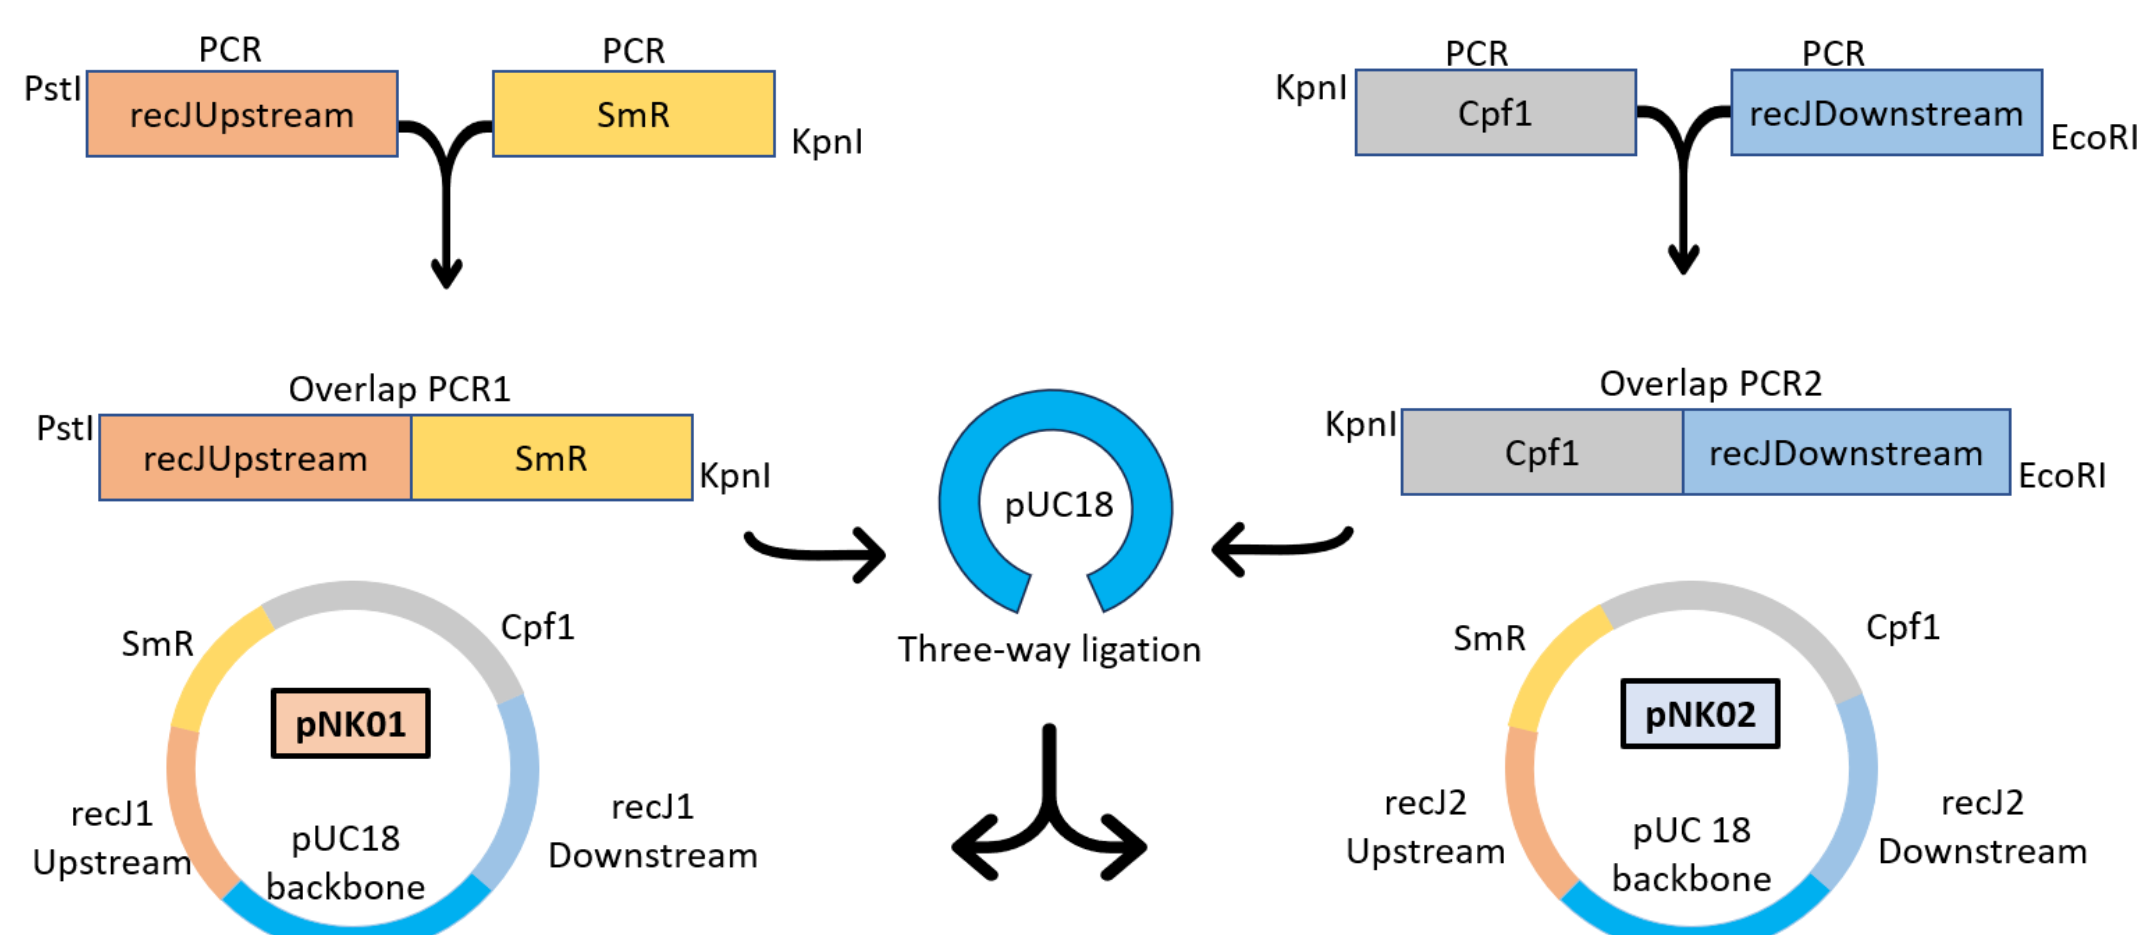 PCR
PCR
PstI
recJUpstream
SmR
KpnI
PCR
PCR
KpnI
Cpf1
recJDownstream
EcoRI
Overlap PCR1
PstI
recJUpstream
SmR
KpnI
pUC18
Three-way ligation
Overlap PCR2
KpnI
Cpf1
recJDownstream
EcoRI
SmR
Cpf1
pNK01
recJ1
Upstream
pUC18
backbone
recJ1
Downstream
SmR
Cpf1
pNK02
recJ2
Upstream
pUC 18
backbone
recJ2
Downstream